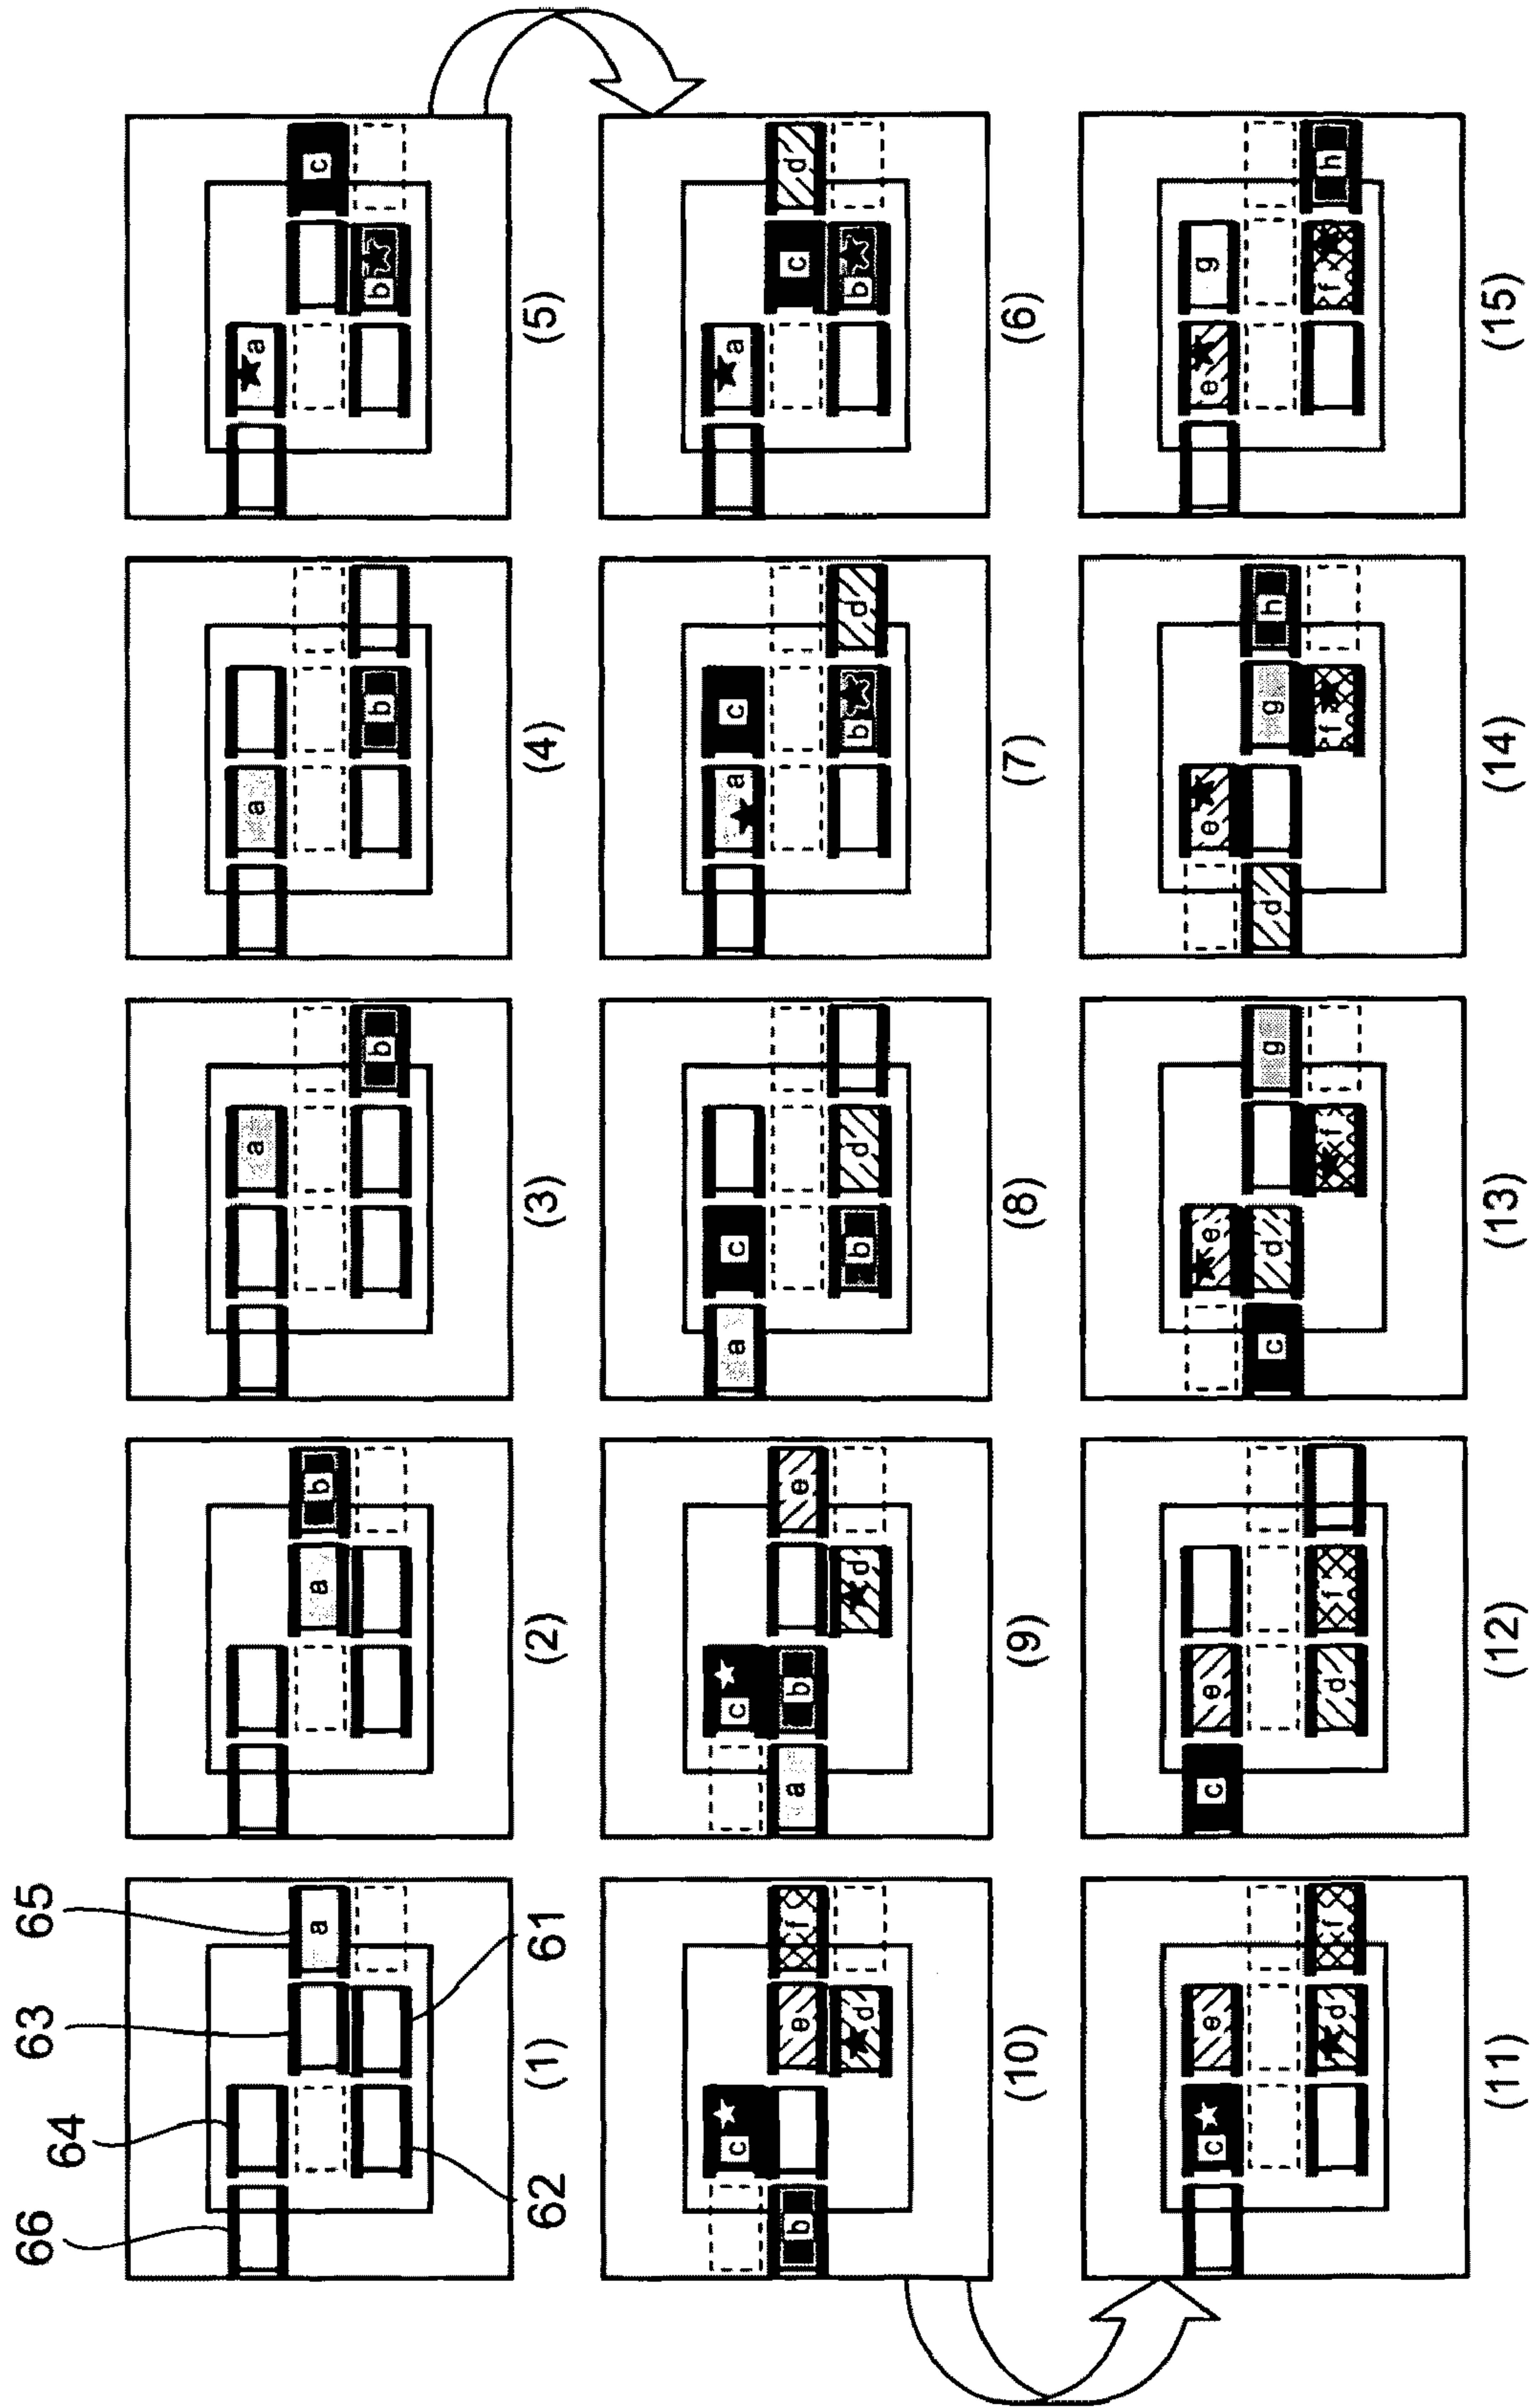 66 64 63 65
a
62 61
(1)
a b
(2)
a
b
(3)
a
b
(4)
a
c
b
(5)
c
b e f
d
(10)
c
a b e
d
(9)
a c
b d
(8)
a c
b d
(7)
a
c d
b
(6)
c e
d f
(11)
c e
d f
(12)
e
c d g
f
(13)
e
d g h
f
(14)
e g
f h
(15)